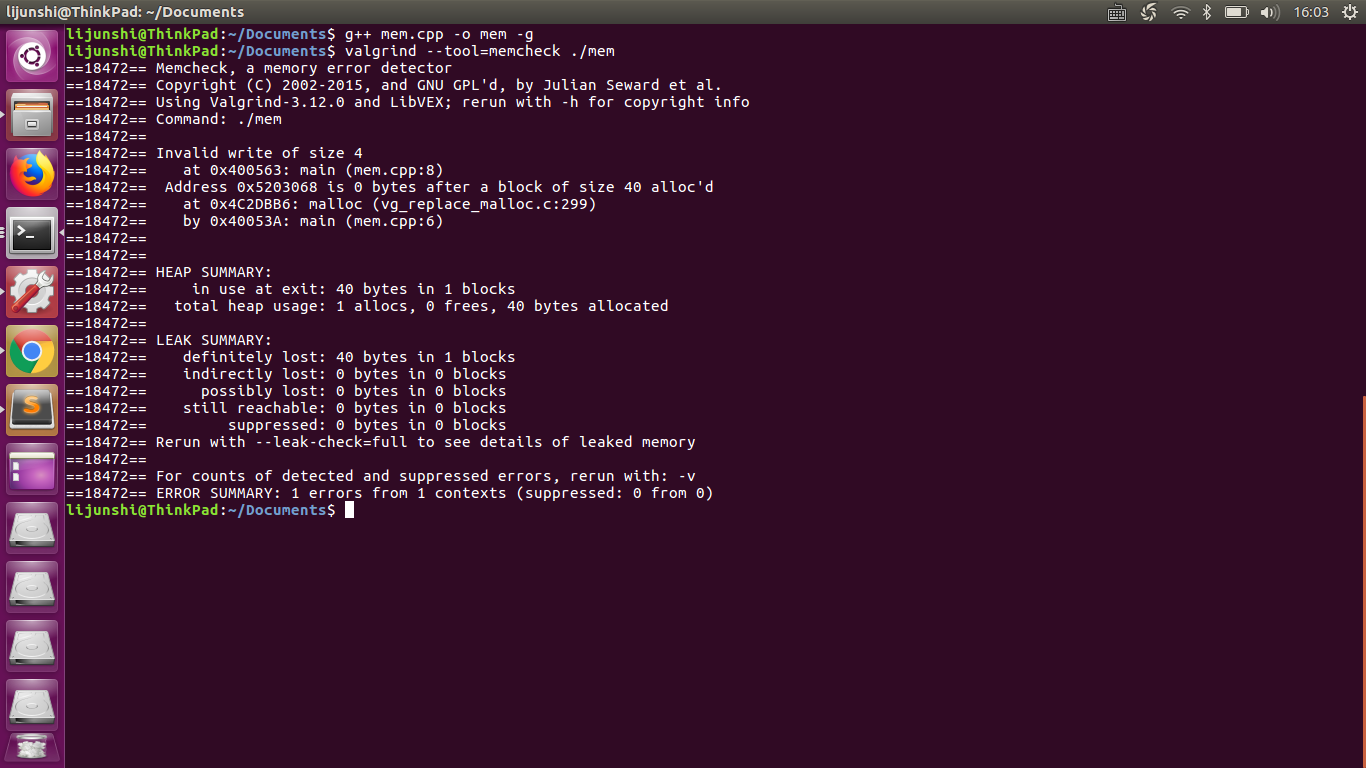 lijunshi@ThinkPad: ~/Documents
16:03
lijunshi@ThinkPad:~/Documents$ g++ mem.cpp -o mem -g
lijunshi@ThinkPad:~/Documents$ valgrind --tool=memcheck ./mem
==18472== Memcheck, a memory error detector
==18472== Copyright (C) 2002-2015, and GNU GPL'd, by Julian Seward et al.
==18472== Using Valgrind-3.12.0 and LibVEX; rerun with -h for copyright info
==18472== Command: ./mem
==18472==
==18472== Invalid write of size 4
==18472==    at 0x400563: main (mem.cpp:8)
==18472==  Address 0x5203068 is 0 bytes after a block of size 40 alloc'd
==18472==    at 0x4C2DBB6: malloc (vg_replace_malloc.c:299)
==18472==    by 0x40053A: main (mem.cpp:6)
==18472==
==18472==
==18472== HEAP SUMMARY:
==18472==     in use at exit: 40 bytes in 1 blocks
==18472==   total heap usage: 1 allocs, 0 frees, 40 bytes allocated
==18472==
==18472== LEAK SUMMARY:
==18472==    definitely lost: 40 bytes in 1 blocks
==18472==    indirectly lost: 0 bytes in 0 blocks
==18472==      possibly lost: 0 bytes in 0 blocks
==18472==    still reachable: 0 bytes in 0 blocks
==18472==         suppressed: 0 bytes in 0 blocks
==18472== Rerun with --leak-check=full to see details of leaked memory
==18472==
==18472== For counts of detected and suppressed errors, rerun with: -v
==18472== ERROR SUMMARY: 1 errors from 1 contexts (suppressed: 0 from 0)
lijunshi@ThinkPad:~/Documents$